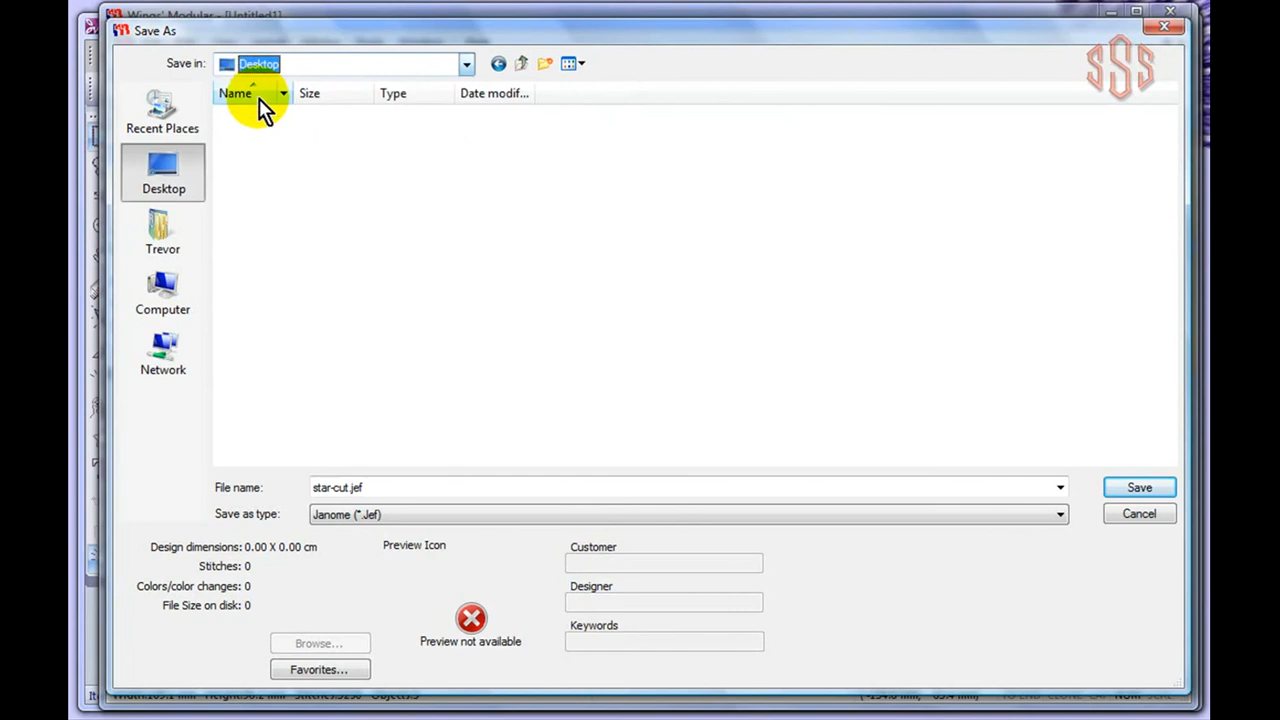 Wings' Modular - [Untitled1]
Save As
SSS
Save in: Desktop
Name Size Type Date modif...
Recent Places
Desktop
Trevor
Computer
Network
File name: star-cut.jef Save
Save as type: Janome (*.Jef) Cancel
Design dimensions: 0.00 X 0.00 cm Preview Icon Customer
Stitches: 0
Colors/color changes: 0 Designer
File Size on disk: 0
Preview not available Keywords
Browse...
Favorites...